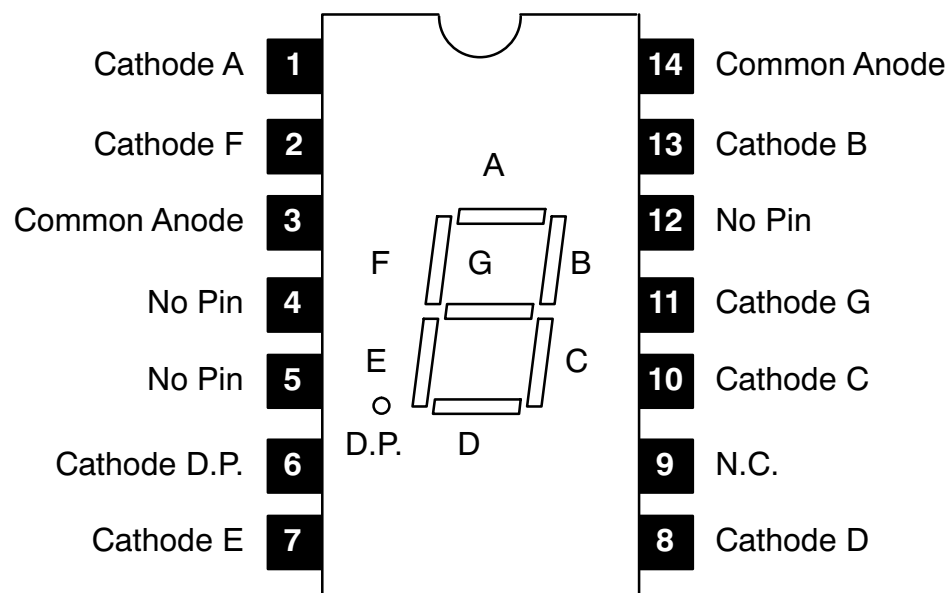 Cathode A 1
14 Common Anode
Cathode F 2
13 Cathode B
A
Common Anode 3
12 No Pin
F G B
No Pin 4
11 Cathode G
E C
No Pin 5
10 Cathode C
D.P. D
Cathode D.P. 6
9 N.C.
Cathode E 7
8 Cathode D